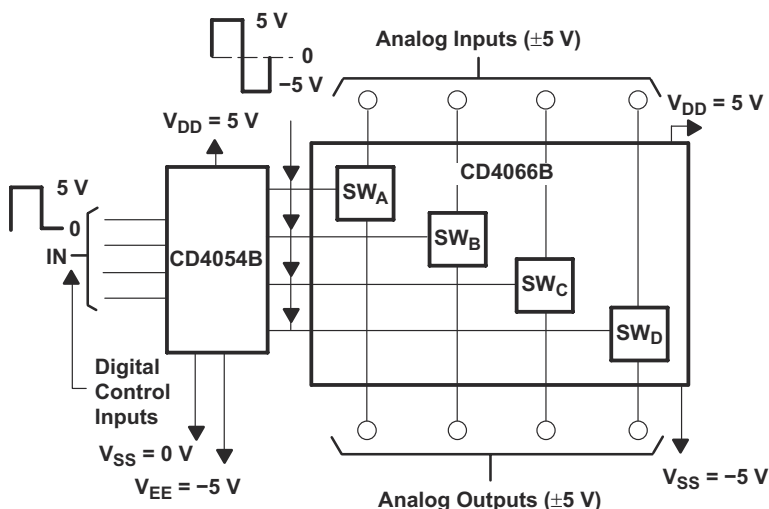 5 V
0
−5 V
Analog Inputs (±5 V)
V_DD = 5 V
V_DD = 5 V
5 V
0
IN
CD4054B
CD4066B
SW_A
SW_B
SW_C
SW_D
Digital
Control
Inputs
V_SS = 0 V
V_EE = −5 V
V_SS = −5 V
Analog Outputs (±5 V)